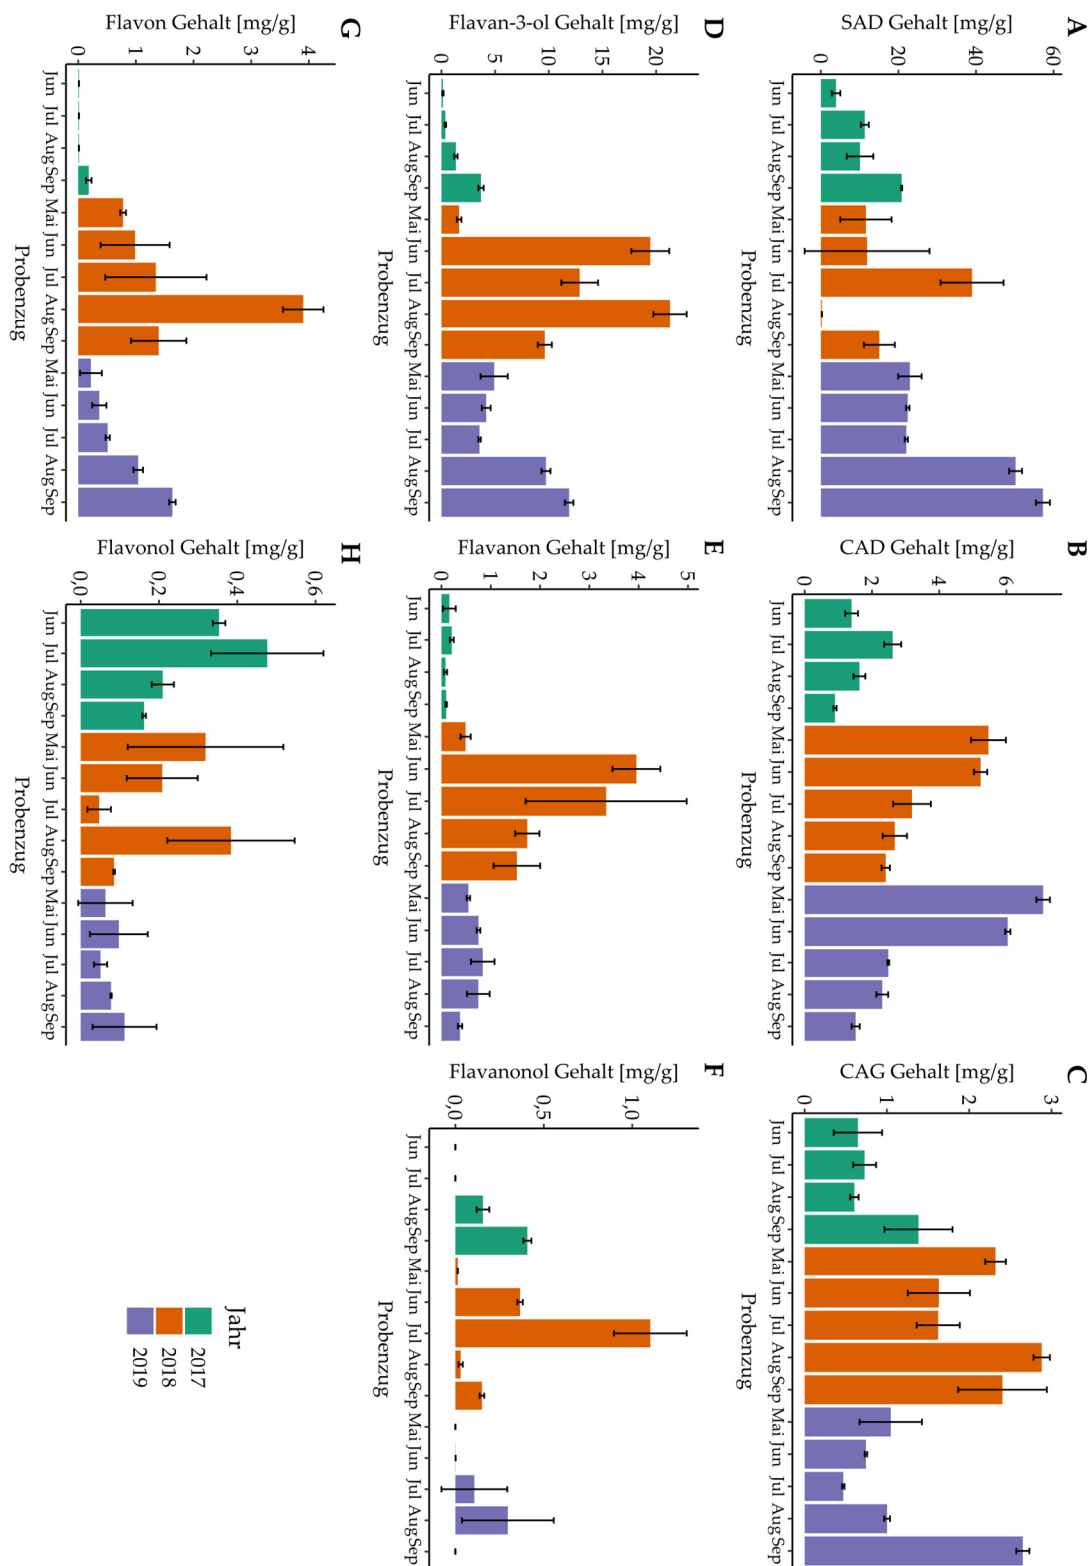 A
SAD Gehalt [mg/g]
0 20 40 60
Jun Jul Aug Sep Mai Jun Jul Aug Sep Mai Jun Jul Aug Sep
Probenzug
B
CAD Gehalt [mg/g]
0 2 4 6
Jun Jul Aug Sep Mai Jun Jul Aug Sep Mai Jun Jul Aug Sep
Probenzug
C
CAG Gehalt [mg/g]
0 1 2 3
Jun Jul Aug Sep Mai Jun Jul Aug Sep Mai Jun Jul Aug Sep
Probenzug
D
Flavan-3-ol Gehalt [mg/g]
0 5 10 15 20
Jun Jul Aug Sep Mai Jun Jul Aug Sep Mai Jun Jul Aug Sep
Probenzug
E
Flavanon Gehalt [mg/g]
0 1 2 3 4 5
Jun Jul Aug Sep Mai Jun Jul Aug Sep Mai Jun Jul Aug Sep
Probenzug
F
Flavanonol Gehalt [mg/g]
0,0 0,5 1,0
Jun Jul Aug Sep Mai Jun Jul Aug Sep Mai Jun Jul Aug Sep
Probenzug
G
Flavon Gehalt [mg/g]
0 1 2 3 4
Jun Jul Aug Sep Mai Jun Jul Aug Sep Mai Jun Jul Aug Sep
Probenzug
H
Flavonol Gehalt [mg/g]
0,0 0,2 0,4 0,6
Jun Jul Aug Sep Mai Jun Jul Aug Sep Mai Jun Jul Aug Sep
Probenzug
Jahr
2017
2018
2019